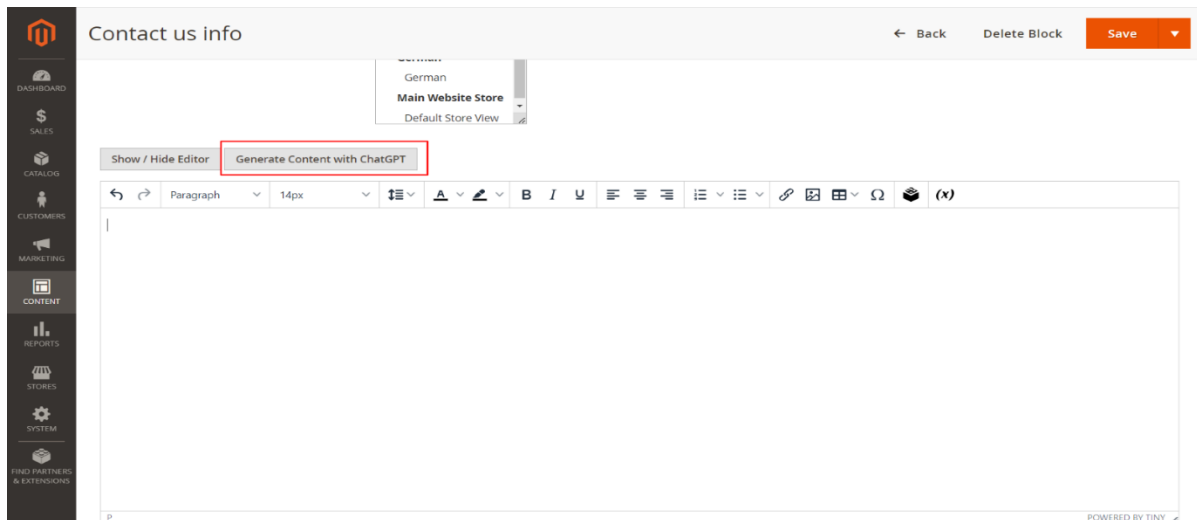 Contact us info
← Back Delete Block Save
DASHBOARD
SALES
CATALOG
CUSTOMERS
MARKETING
CONTENT
REPORTS
STORES
SYSTEM
FIND PARTNERS
& EXTENSIONS
German
German
Main Website Store
Default Store View
Show / Hide Editor Generate Content with ChatGPT
Paragraph 14px A B I U Ω (x)
P POWERED BY TINY